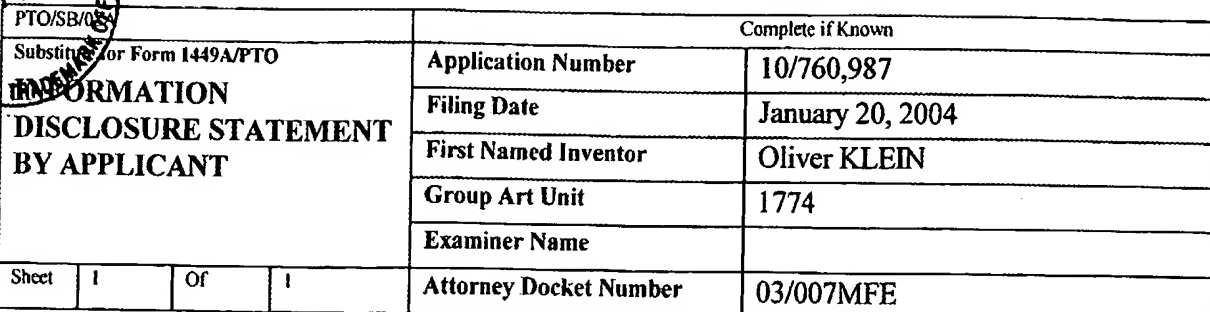 PTO/SB/0
Complete if Known
Substitute for Form 1449A/PTO
INFORMATION
DISCLOSURE STATEMENT
BY APPLICANT
Application Number 10/760,987
Filing Date January 20, 2004
First Named Inventor Oliver KLEIN
Group Art Unit 1774
Examiner Name
Sheet 1 Of 1
Attorney Docket Number 03/007MFE